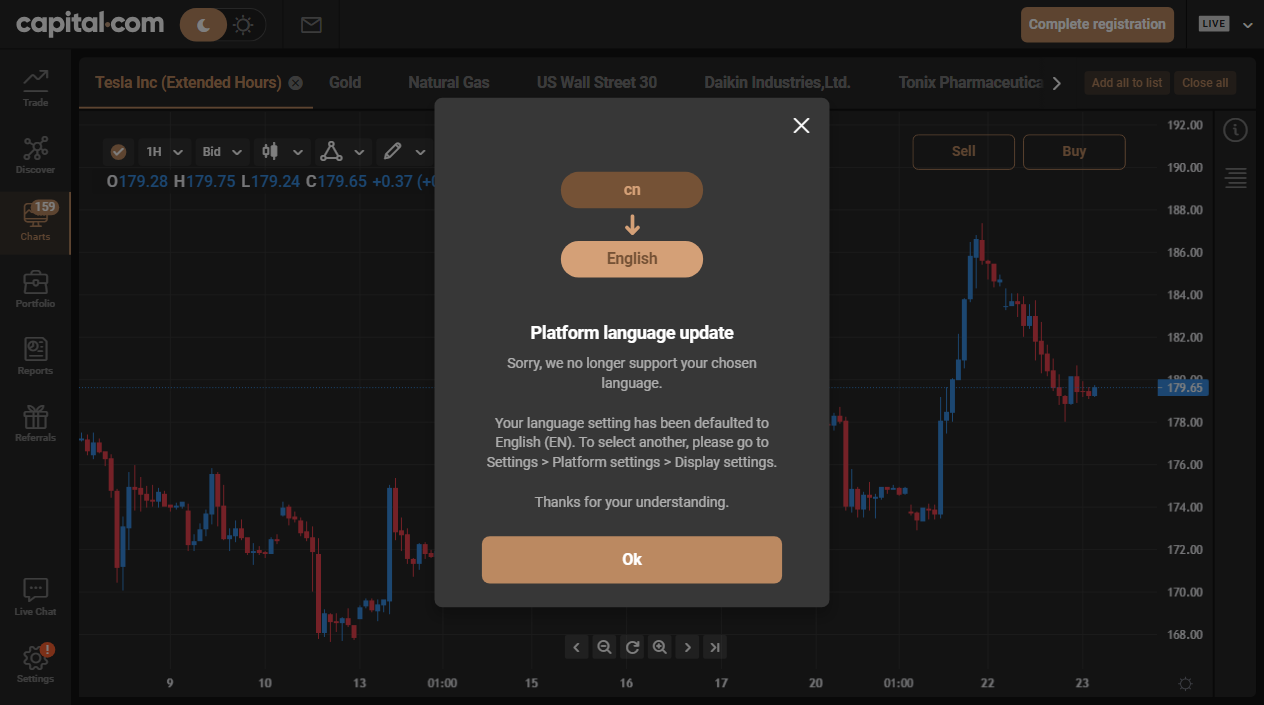 capital.com
Complete registration
LIVE
Trade
Discover
159
Charts
Portfolio
Reports
Referrals
Live Chat
!
Settings
Tesla Inc (Extended Hours)
Gold
Natural Gas
US Wall Street 30
Daikin Industries,Ltd.
Tonix Pharmaceutica
Add all to list
Close all
1H
Bid
O179.28 H179.75 L179.24 C179.65 +0.37 (+0
Sell
Buy
cn
English
Platform language update
Sorry, we no longer support your chosen
language.
Your language setting has been defaulted to
English (EN). To select another, please go to
Settings > Platform settings > Display settings.
Thanks for your understanding.
Ok
192.00
190.00
188.00
186.00
184.00
182.00
180.00
179.65
178.00
176.00
174.00
172.00
170.00
168.00
9
10
13
01:00
15
16
17
20
01:00
22
23